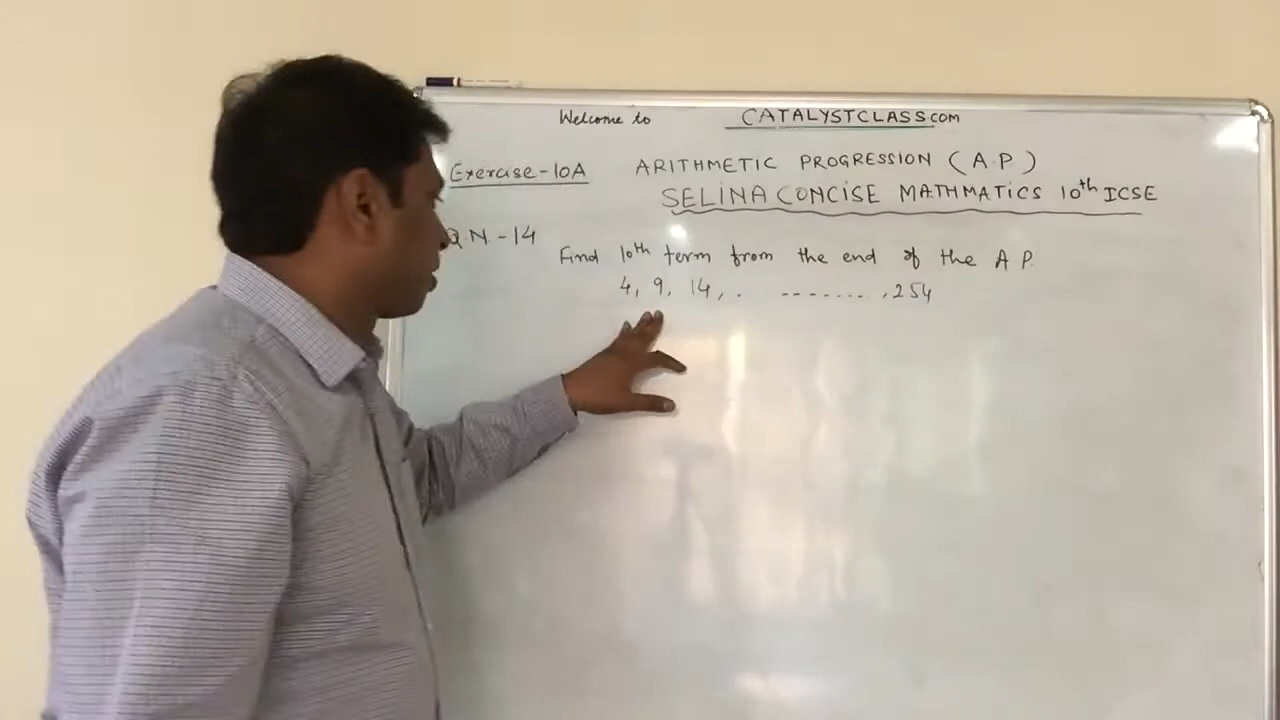 Welcome to CATALYSTCLASS.COM
Exercise-10A ARITHMETIC PROGRESSION (A.P)
SELINA CONCISE MATHMATICS 10th ICSE
Q.N.-14
Find 10th term from the end of the A.P.
4, 9, 14, . -------- , 254